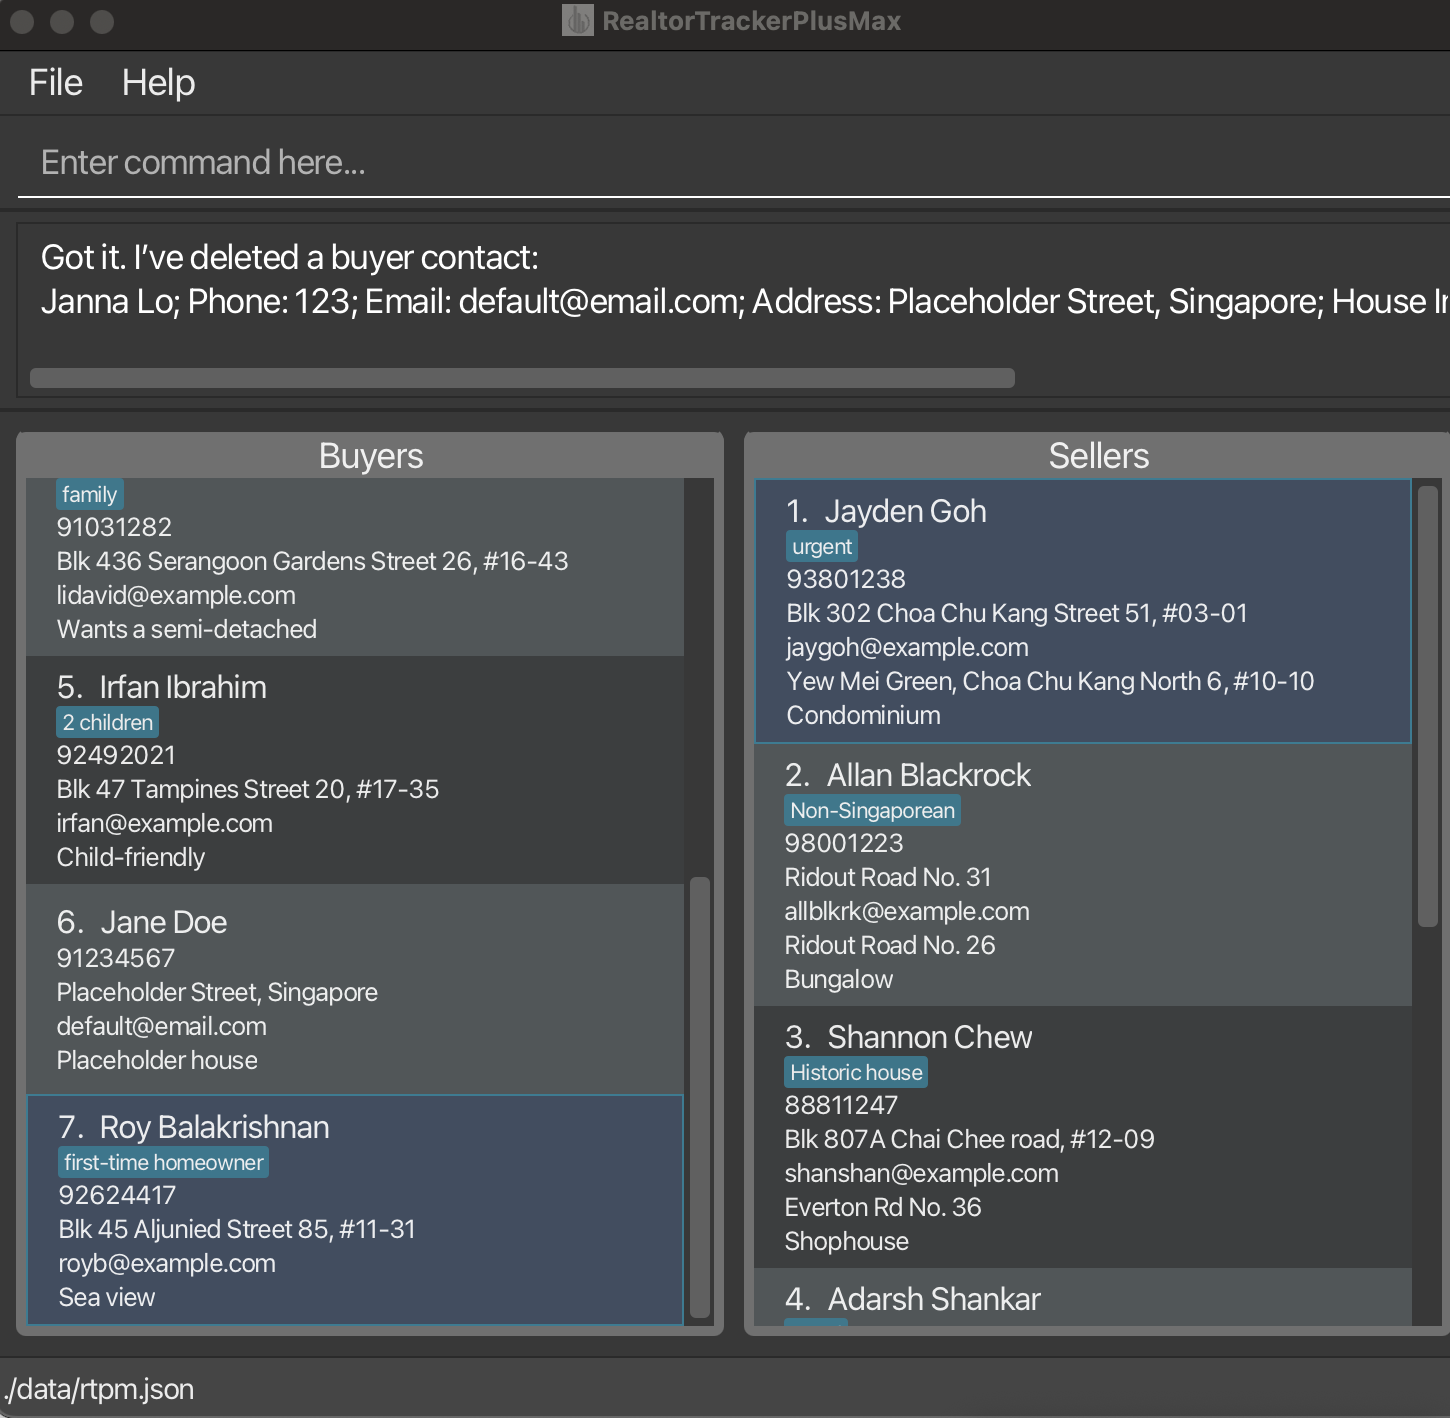 RealtorTrackerPlusMax
File Help
Enter command here...
Got it. I've deleted a buyer contact:
Janna Lo; Phone: 123; Email: default@email.com; Address: Placeholder Street, Singapore; House
Buyers
family
91031282
Blk 436 Serangoon Gardens Street 26, #16-43
lidavid@example.com
Wants a semi-detached
5. Irfan Ibrahim
2 children
92492021
Blk 47 Tampines Street 20, #17-35
irfan@example.com
Child-friendly
6. Jane Doe
91234567
Placeholder Street, Singapore
default@email.com
Placeholder house
7. Roy Balakrishnan
first-time homeowner
92624417
Blk 45 Aljunied Street 85, #11-31
royb@example.com
Sea view
Sellers
1. Jayden Goh
urgent
93801238
Blk 302 Choa Chu Kang Street 51, #03-01
jaygoh@example.com
Yew Mei Green, Choa Chu Kang North 6, #10-10
Condominium
2. Allan Blackrock
Non-Singaporean
98001223
Ridout Road No. 31
allblkrk@example.com
Ridout Road No. 26
Bungalow
3. Shannon Chew
Historic house
88811247
Blk 807A Chai Chee road, #12-09
shanshan@example.com
Everton Rd No. 36
Shophouse
4. Adarsh Shankar
./data/rtpm.json